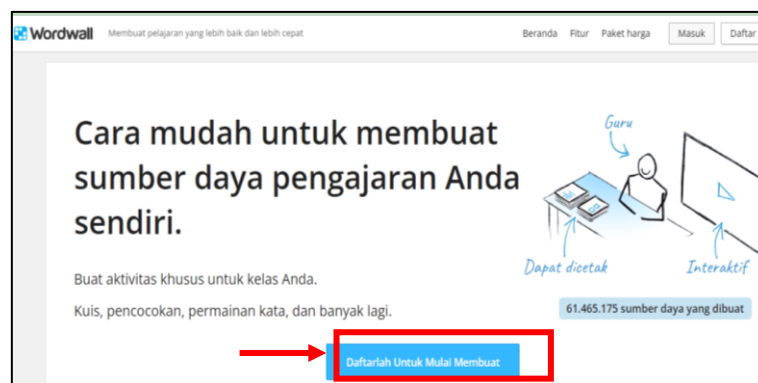 Wordwall Membuat pelajaran yang lebih baik dan lebih cepat Beranda Fitur Paket harga Masuk Daftar
Cara mudah untuk membuat
sumber daya pengajaran Anda
sendiri.
Buat aktivitas khusus untuk kelas Anda.
Kuis, pencocokan, permainan kata, dan banyak lagi.
Daftarlah Untuk Mulai Membuat
Guru
Dapat dicetak
Interaktif
61.465.175 sumber daya yang dibuat